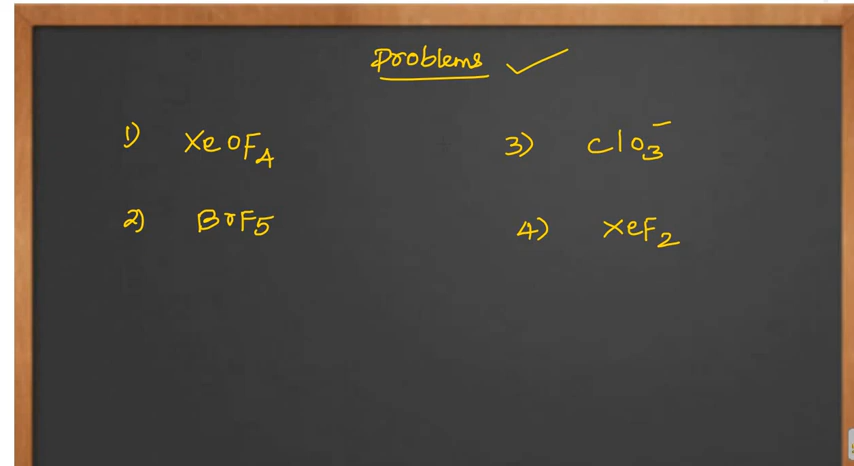 Problems
1) XeOF4
2) BrF5
3) ClO3-
4) XeF2